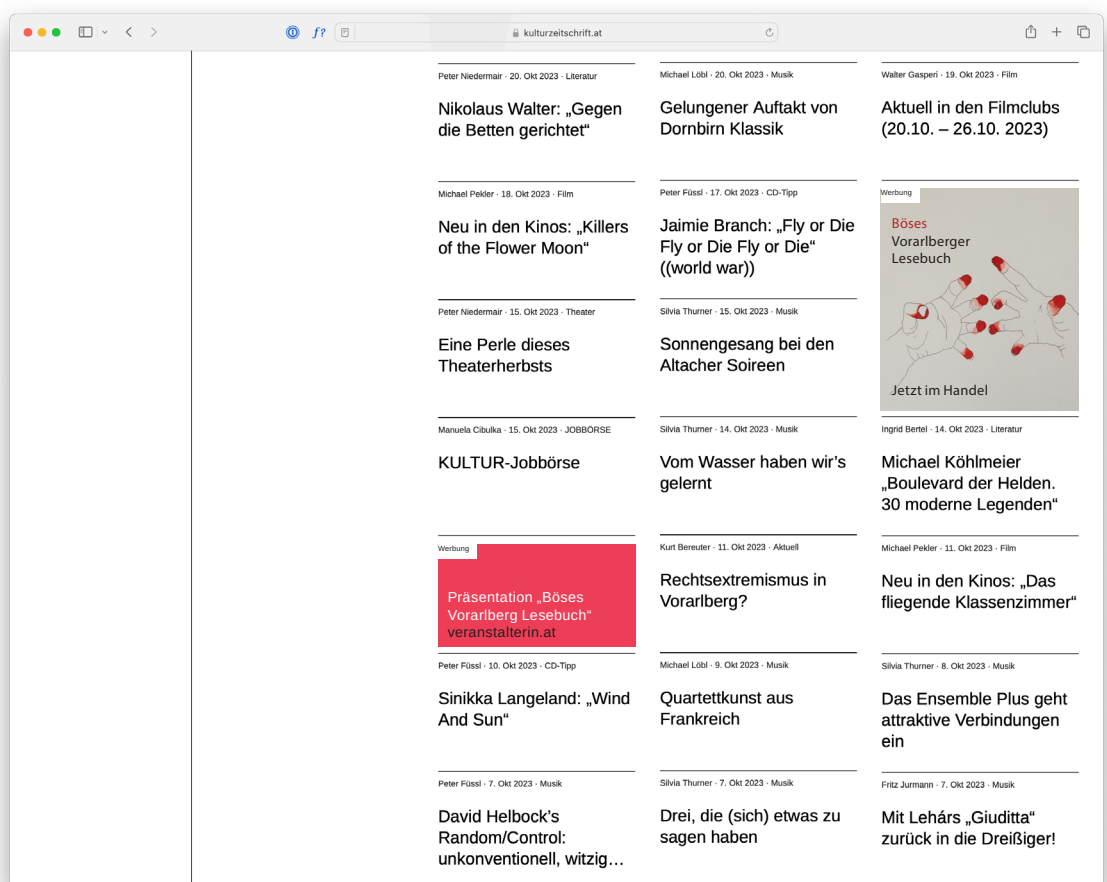 kulturzeitschrift.at
Peter Niedermair · 20. Okt 2023 · Literatur
Nikolaus Walter: „Gegen
die Betten gerichtet“
Michael Löbl · 20. Okt 2023 · Musik
Gelungener Auftakt von
Dornbirn Klassik
Walter Gasperi · 19. Okt 2023 · Film
Aktuell in den Filmclubs
(20.10. – 26.10. 2023)
Michael Pekler · 18. Okt 2023 · Film
Neu in den Kinos: „Killers
of the Flower Moon“
Peter Füssl · 17. Okt 2023 · CD-Tipp
Jaimie Branch: „Fly or Die
Fly or Die Fly or Die“
((world war))
Werbung
Böses
Vorarlberger
Lesebuch
Jetzt im Handel
Peter Niedermair · 15. Okt 2023 · Theater
Eine Perle dieses
Theaterherbsts
Silvia Thurner · 15. Okt 2023 · Musik
Sonnengesang bei den
Altacher Soireen
Manuela Cibulka · 15. Okt 2023 · JOBBÖRSE
KULTUR-Jobbörse
Silvia Thurner · 14. Okt 2023 · Musik
Vom Wasser haben wir’s
gelernt
Ingrid Bertel · 14. Okt 2023 · Literatur
Michael Köhlmeier
„Boulevard der Helden.
30 moderne Legenden“
Werbung
Präsentation „Böses
Vorarlberg Lesebuch“
veranstalterin.at
Kurt Bereuter · 11. Okt 2023 · Aktuell
Rechtsextremismus in
Vorarlberg?
Michael Pekler · 11. Okt 2023 · Film
Neu in den Kinos: „Das
fliegende Klassenzimmer“
Peter Füssl · 10. Okt 2023 · CD-Tipp
Sinikka Langeland: „Wind
And Sun“
Michael Löbl · 9. Okt 2023 · Musik
Quartettkunst aus
Frankreich
Silvia Thurner · 8. Okt 2023 · Musik
Das Ensemble Plus geht
attraktive Verbindungen
ein
Peter Füssl · 7. Okt 2023 · Musik
David Helbock’s
Random/Control:
unkonventionell, witzig…
Silvia Thurner · 7. Okt 2023 · Musik
Drei, die (sich) etwas zu
sagen haben
Fritz Jurmann · 7. Okt 2023 · Musik
Mit Lehárs „Giuditta“
zurück in die Dreißiger!